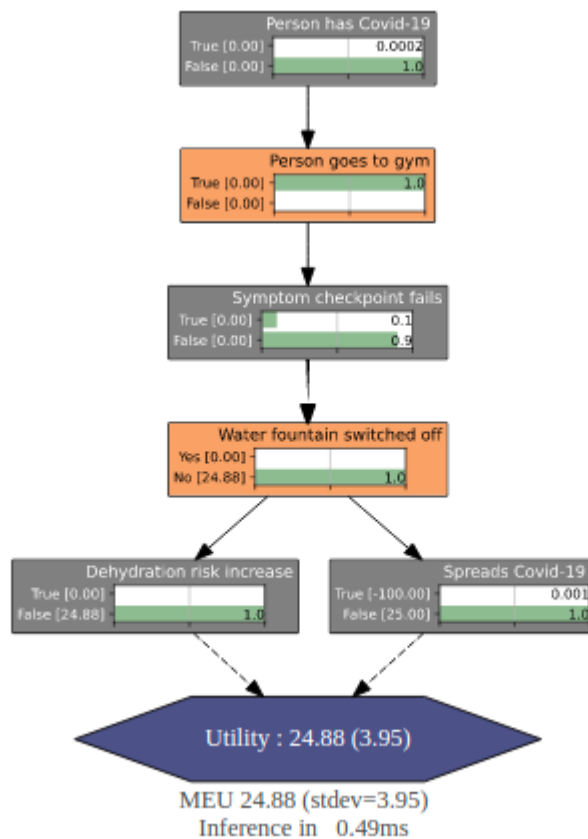 Person has Covid-19
True [0.00] 0.0002
False [0.00] 1.0
Person goes to gym
True [0.00] 1.0
False [0.00]
Symptom checkpoint fails
True [0.00] 0.1
False [0.00] 0.9
Water fountain switched off
Yes [0.00]
No [24.88] 1.0
Dehydration risk increase
True [0.00]
False [24.88] 1.0
Spreads Covid-19
True [-100.00] 0.001
False [25.00] 1.0
Utility : 24.88 (3.95)
MEU 24.88 (stdev=3.95)
Inference in 0.49ms